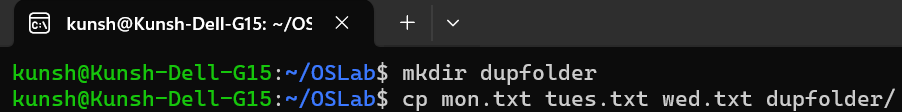 kunsh@Kunsh-Dell-G15: ~/OS
kunsh@Kunsh-Dell-G15:~/OSLab$ mkdir dupfolder
kunsh@Kunsh-Dell-G15:~/OSLab$ cp mon.txt tues.txt wed.txt dupfolder/